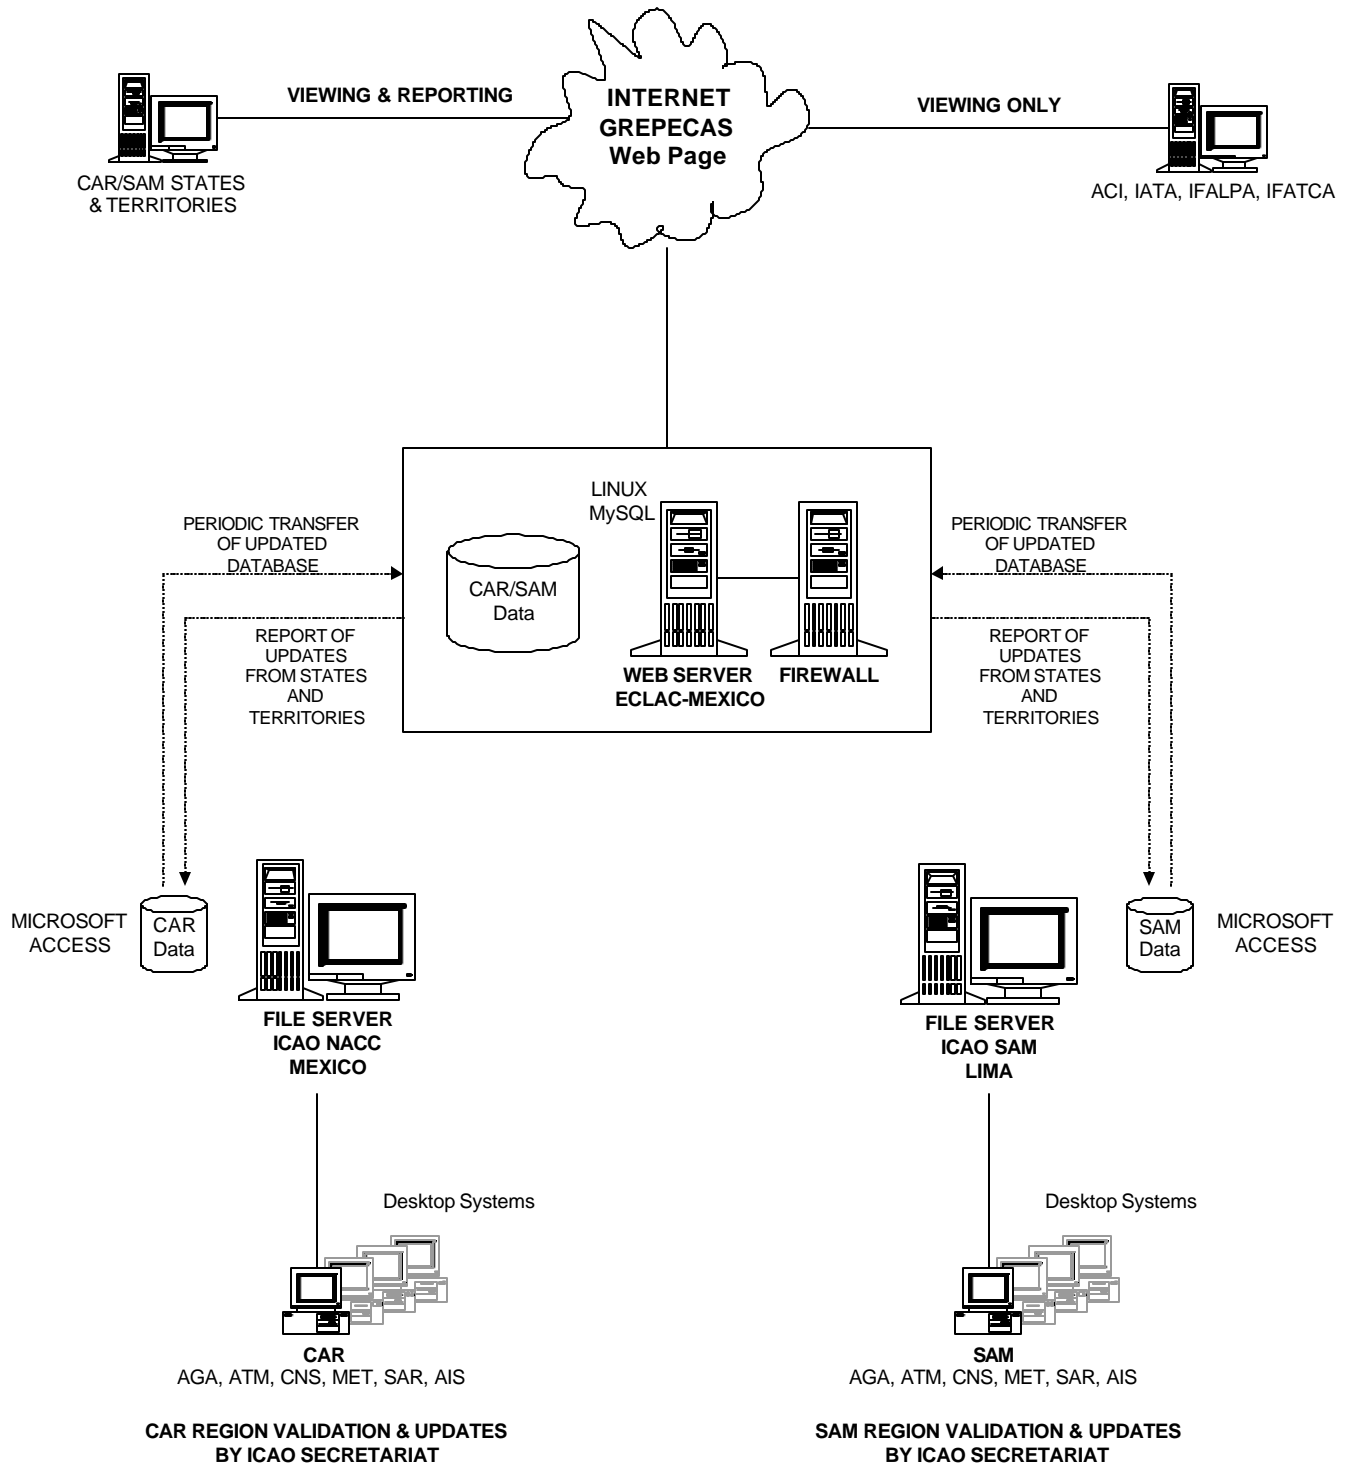 VIEWING & REPORTING
INTERNET
GREPECAS
Web Page
VIEWING ONLY
CAR/SAM STATES
& TERRITORIES
ACI, IATA, IFALPA, IFATCA
PERIODIC TRANSFER
OF UPDATED
DATABASE
REPORT OF
UPDATES
FROM STATES
AND
TERRITORIES
LINUX
MySQL
CAR/SAM
Data
WEB SERVER
ECLAC-MEXICO
FIREWALL
PERIODIC TRANSFER
OF UPDATED
DATABASE
REPORT OF
UPDATES
FROM STATES
AND
TERRITORIES
MICROSOFT
ACCESS
CAR
Data
FILE SERVER
ICAO NACC
MEXICO
FILE SERVER
ICAO SAM
LIMA
SAM
Data
MICROSOFT
ACCESS
Desktop Systems
CAR
AGA, ATM, CNS, MET, SAR, AIS
CAR REGION VALIDATION & UPDATES
BY ICAO SECRETARIAT
Desktop Systems
SAM
AGA, ATM, CNS, MET, SAR, AIS
SAM REGION VALIDATION & UPDATES
BY ICAO SECRETARIAT